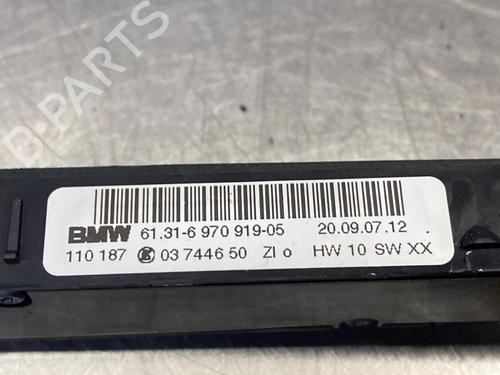 B-PARTS
BMW 61.31-6 970 919-05 20.09.07.12
110 187 03 7446 50 ZI o HW 10 SW XX